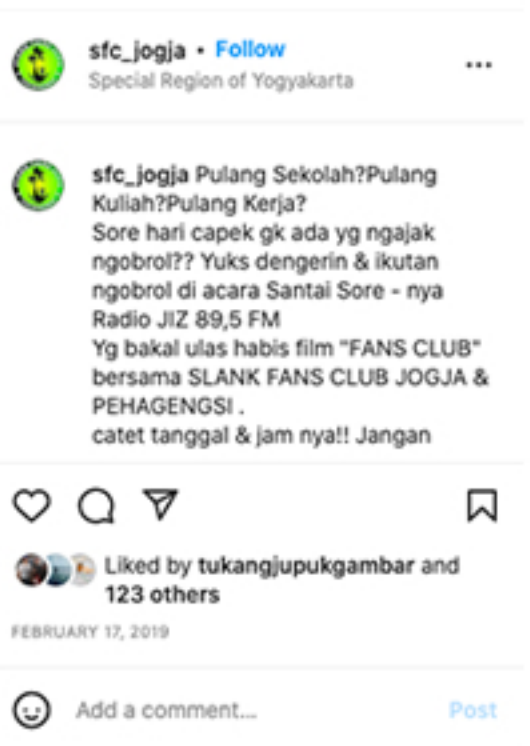 sfc_jogja • Follow
Special Region of Yogyakarta
sfc_jogja Pulang Sekolah?Pulang
Kuliah?Pulang Kerja?
Sore hari capek gk ada yg ngajak
ngobrol?? Yuks dengerin & ikutan
ngobrol di acara Santai Sore - nya
Radio JIZ 89,5 FM
Yg bakal ulas habis film "FANS CLUB"
bersama SLANK FANS CLUB JOGJA &
PEHAGENGSI .
catet tanggal & jam nya!! Jangan
Liked by tukangjupukgambar and
123 others
FEBRUARY 17, 2019
Add a comment...
Post